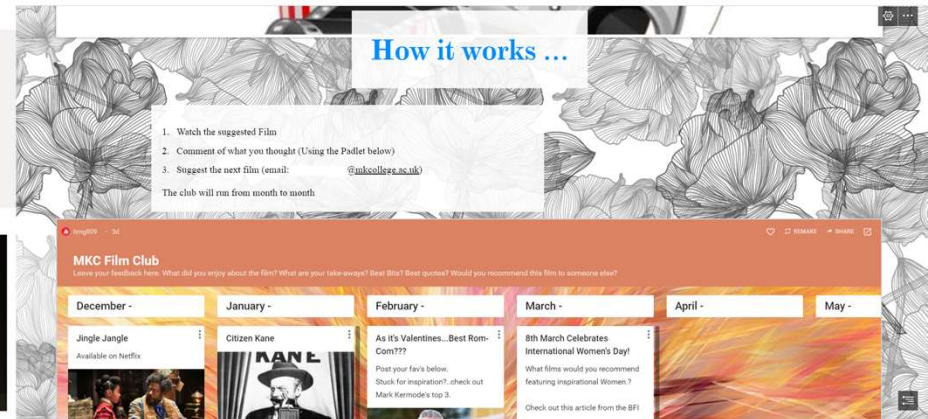 How it works ...
1. Watch the suggested Film
2. Comment of what you thought (Using the Padlet below)
3. Suggest the next film (email: @mkcollege.ac.uk)
The club will run from month to month
3d
REMAKE
SHARE
MKC Film Club
Leave your feedback here. What did you enjoy about the film? What are your take-aways? Best Bits? Best quotes? Would you recommend this film to someone else?
December -
January -
February -
March -
April -
May -
Jingle Jangle
Available on Netflix
Citizen Kane
KANE
As it's Valentines...Best Rom-
Com???
Post your fav's below.
Stuck for inspiration?..check out
Mark Kermode's top 3.
8th March Celebrates
International Women's Day!
What films would you recommend
featuring inspirational Women ?
Check out this article from the BFI